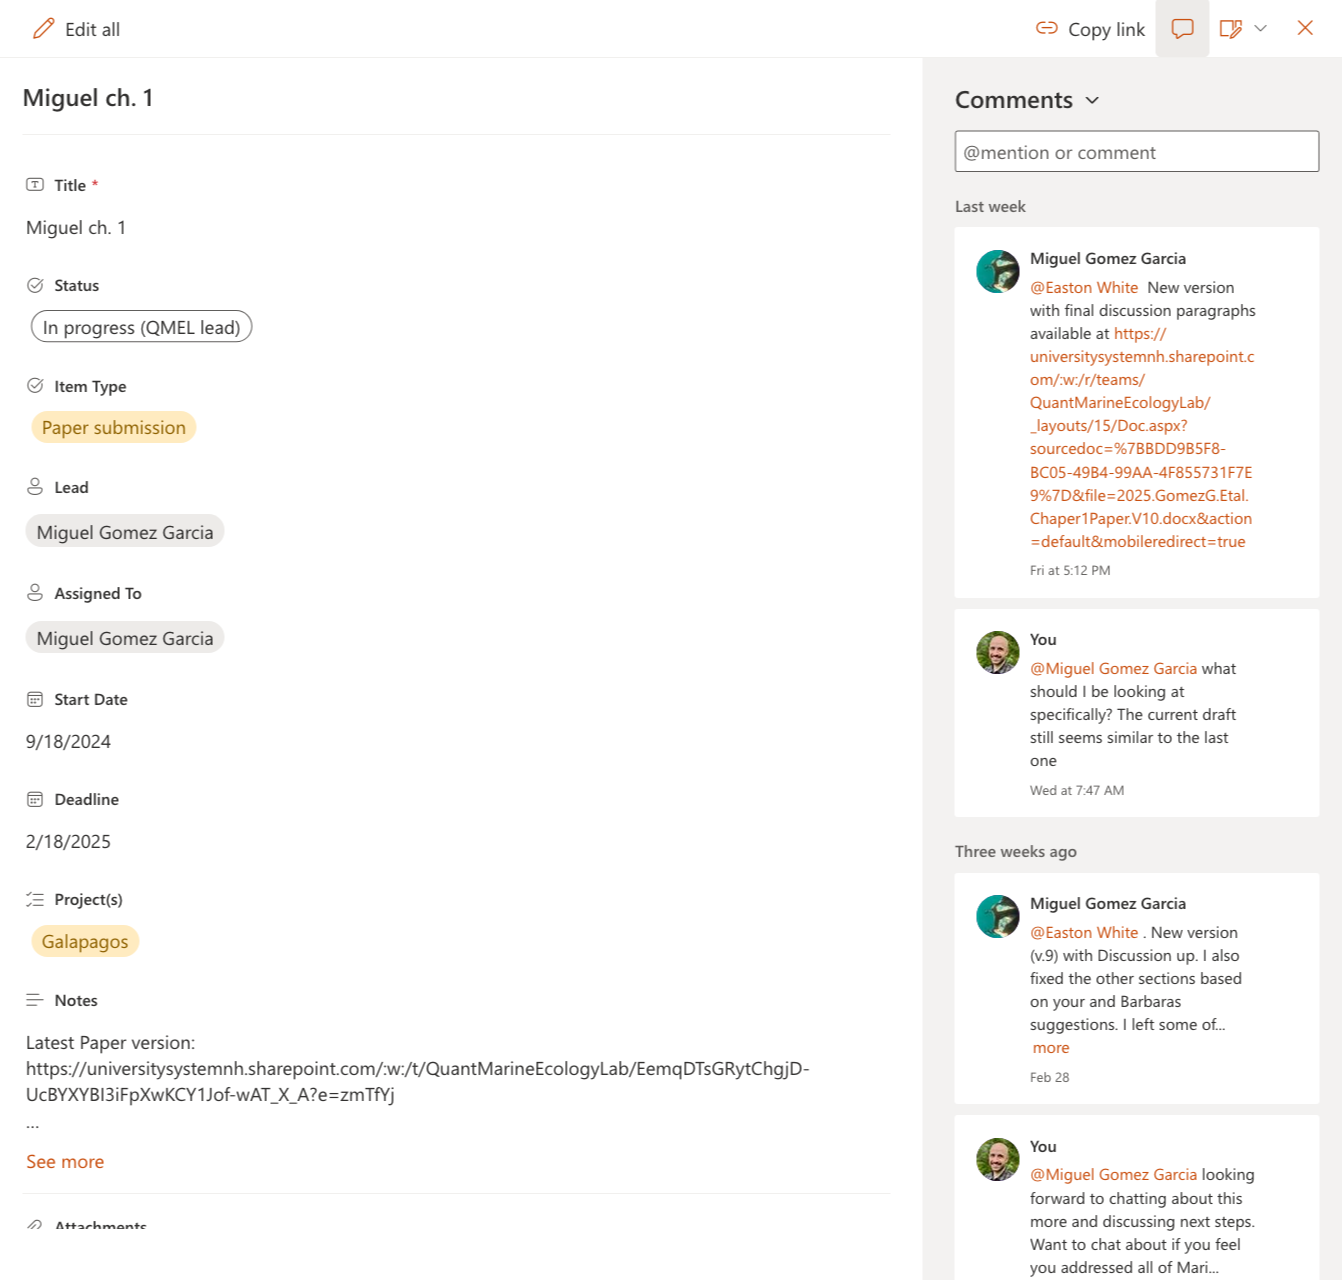 Edit all
Copy link
Miguel ch. 1
Title *
Miguel ch. 1
Status
In progress (QMEL lead)
Item Type
Paper submission
Lead
Miguel Gomez Garcia
Assigned To
Miguel Gomez Garcia
Start Date
9/18/2024
Deadline
2/18/2025
Project(s)
Galapagos
Notes
Latest Paper version:
https://universitysystemnh.sharepoint.com/:w:/t/QuantMarineEcologyLab/EemqDTsGRytChgjD-
UcBYXYBI3iFpXwKCY1Jof-wAT_X_A?e=zmTfYj
...
See more
Attachments
Comments
@mention or comment
Last week
Miguel Gomez Garcia
@Easton White New version
with final discussion paragraphs
available at https://
universitysystemnh.sharepoint.c
om/:w:/r/teams/
QuantMarineEcologyLab/
_layouts/15/Doc.aspx?
sourcedoc=%7BBDD9B5F8-
BC05-49B4-99AA-4F855731F7E
9%7D&file=2025.GomezG.Etal.
Chaper1Paper.V10.docx&action
=default&mobileredirect=true
Fri at 5:12 PM
You
@Miguel Gomez Garcia what
should I be looking at
specifically? The current draft
still seems similar to the last
one
Wed at 7:47 AM
Three weeks ago
Miguel Gomez Garcia
@Easton White . New version
(v.9) with Discussion up. I also
fixed the other sections based
on your and Barbaras
suggestions. I left some of...
more
Feb 28
You
@Miguel Gomez Garcia looking
forward to chatting about this
more and discussing next steps.
Want to chat about if you feel
you addressed all of Mari...